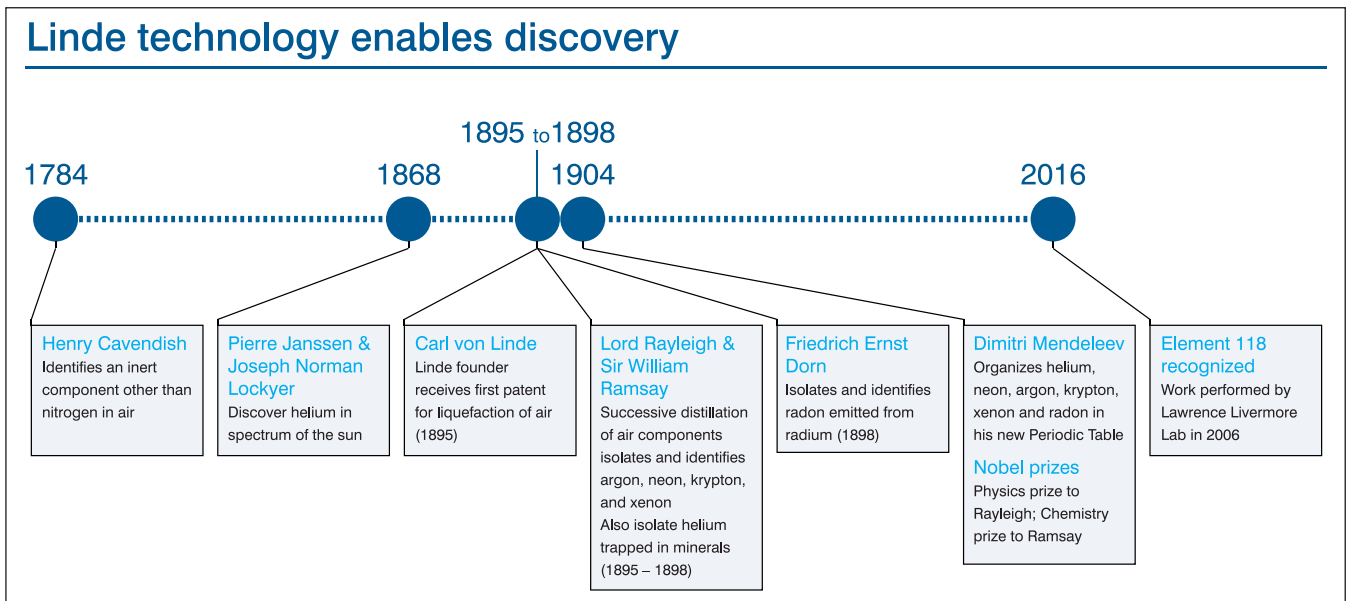 Linde technology enables discovery
1895 to 1898
1784
1868
1904
2016
Henry Cavendish
Identifies an inert
component other than
nitrogen in air
Pierre Janssen &
Joseph Norman
Lockyer
Discover helium in
spectrum of the sun
Carl von Linde
Linde founder
receives first patent
for liquefaction of air
(1895)
Lord Rayleigh &
Sir William
Ramsay
Successive distillation
of air components
isolates and identifies
argon, neon, krypton,
and xenon
Also isolate helium
trapped in minerals
(1895 – 1898)
Friedrich Ernst
Dorn
Isolates and identifies
radon emitted from
radium (1898)
Dimitri Mendeleev
Organizes helium,
neon, argon, krypton,
xenon and radon in
his new Periodic Table
Nobel prizes
Physics prize to
Rayleigh; Chemistry
prize to Ramsay
Element 118
recognized
Work performed by
Lawrence Livermore
Lab in 2006